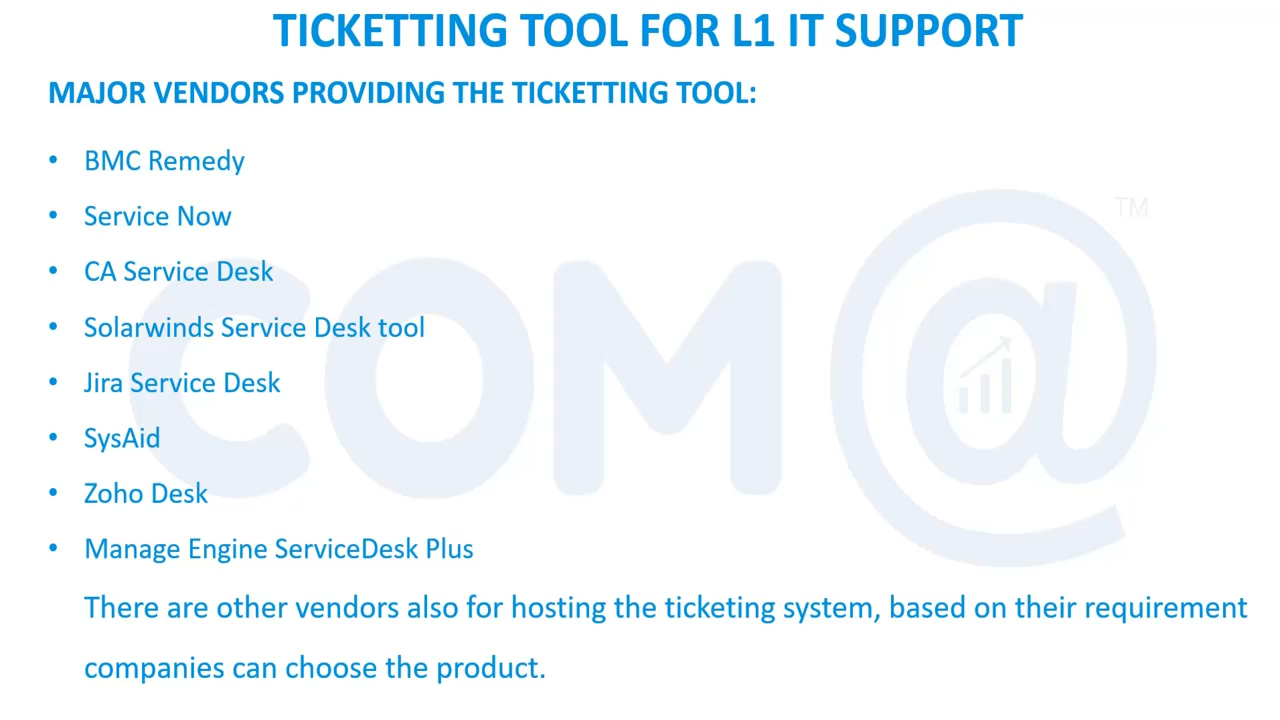 TICKETTING TOOL FOR L1 IT SUPPORT
MAJOR VENDORS PROVIDING THE TICKETTING TOOL:
• BMC Remedy
• Service Now
• CA Service Desk
• Solarwinds Service Desk tool
• Jira Service Desk
• SysAid
• Zoho Desk
• Manage Engine ServiceDesk Plus
There are other vendors also for hosting the ticketing system, based on their requirement
companies can choose the product.
COM@
TM